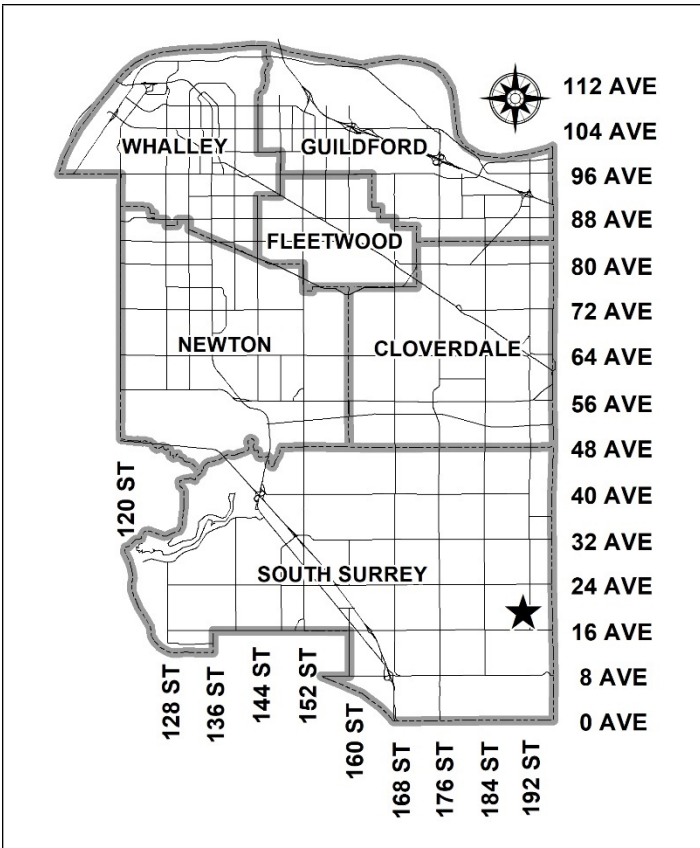 112 AVE
104 AVE
WHALLEY
GUILDFORD
96 AVE
88 AVE
FLEETWOOD
80 AVE
72 AVE
NEWTON
CLOVERDALE
64 AVE
56 AVE
48 AVE
120 ST
40 AVE
32 AVE
SOUTH SURREY
24 AVE
16 AVE
128 ST
136 ST
144 ST
152 ST
160 ST
8 AVE
0 AVE
168 ST
176 ST
184 ST
192 ST